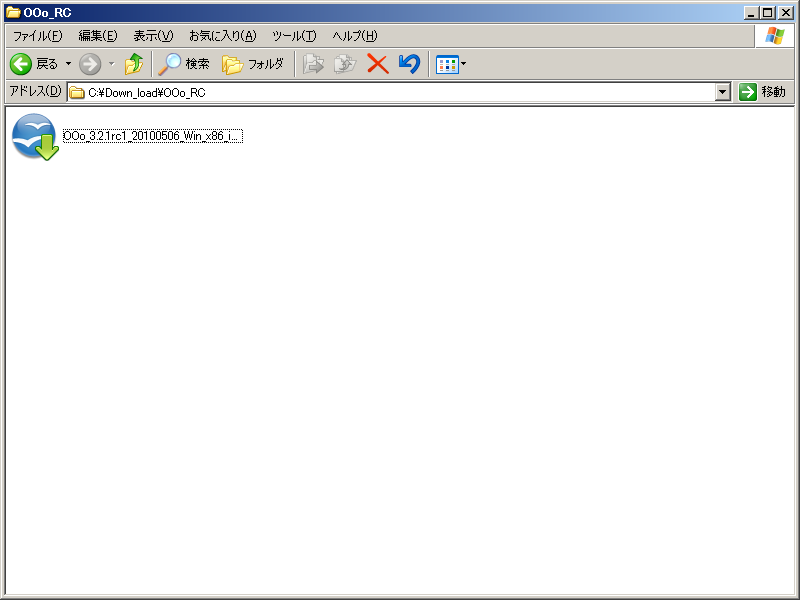 OOo_RC
ファイル(F) 編集(E) 表示(V) お気に入り(A) ツール(T) ヘルプ(H)
戻る 検索 フォルダ
アドレス(D) C:¥Down_load¥OOo_RC 移動
OOo_3.2.1rc1_20100506_Win_x86_i...